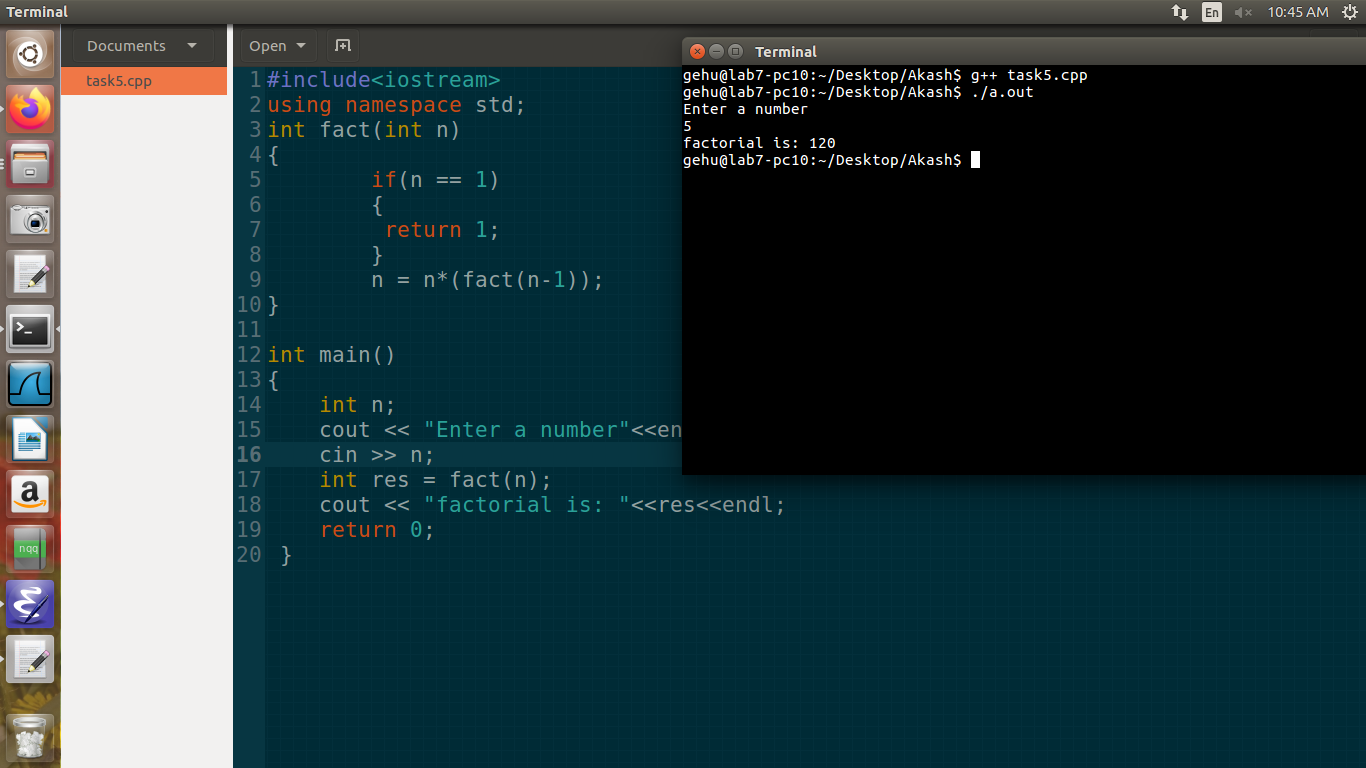 Terminal
En
10:45 AM
Documents
Open
task5.cpp
1 #include<iostream>
2 using namespace std;
3 int fact(int n)
4 {
5 if(n == 1)
6 {
7 return 1;
8 }
9 n = n*(fact(n-1));
10 }
11
12 int main()
13 {
14 int n;
15 cout << "Enter a number"<<en
16 cin >> n;
17 int res = fact(n);
18 cout << "factorial is: "<<res<<endl;
19 return 0;
20 }
Terminal
gehu@lab7-pc10:~/Desktop/Akash$ g++ task5.cpp
gehu@lab7-pc10:~/Desktop/Akash$ ./a.out
Enter a number
5
factorial is: 120
gehu@lab7-pc10:~/Desktop/Akash$
>_
a
nqq